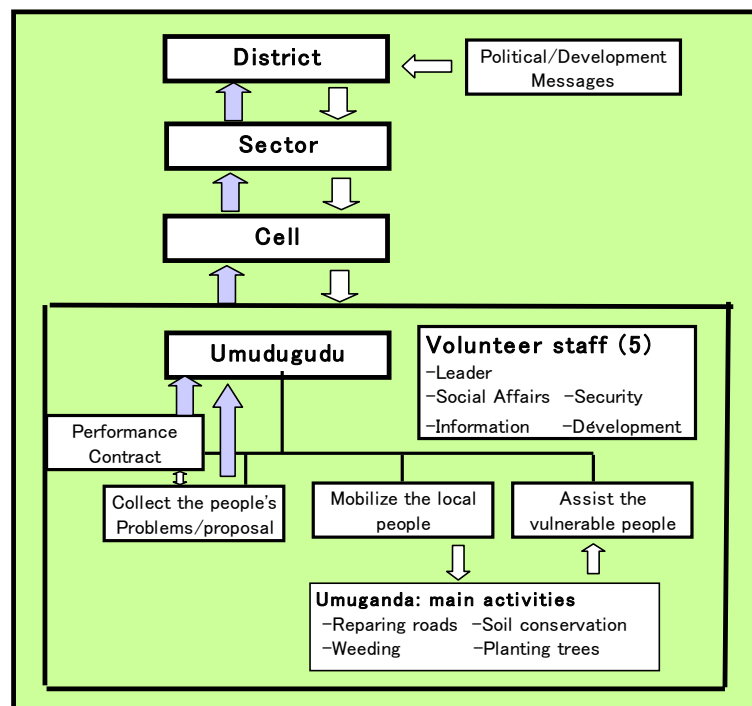 District
Political/Development
Messages
Sector
Cell
Umudugudu
Volunteer staff (5)
-Leader
-Social Affairs -Security
-Information -Development
Performance
Contract
Collect the people's
Problems/proposal
Mobilize the local
people
Assist the
vulnerable people
Umuganda: main activities
-Reparing roads -Soil conservation
-Weeding -Planting trees